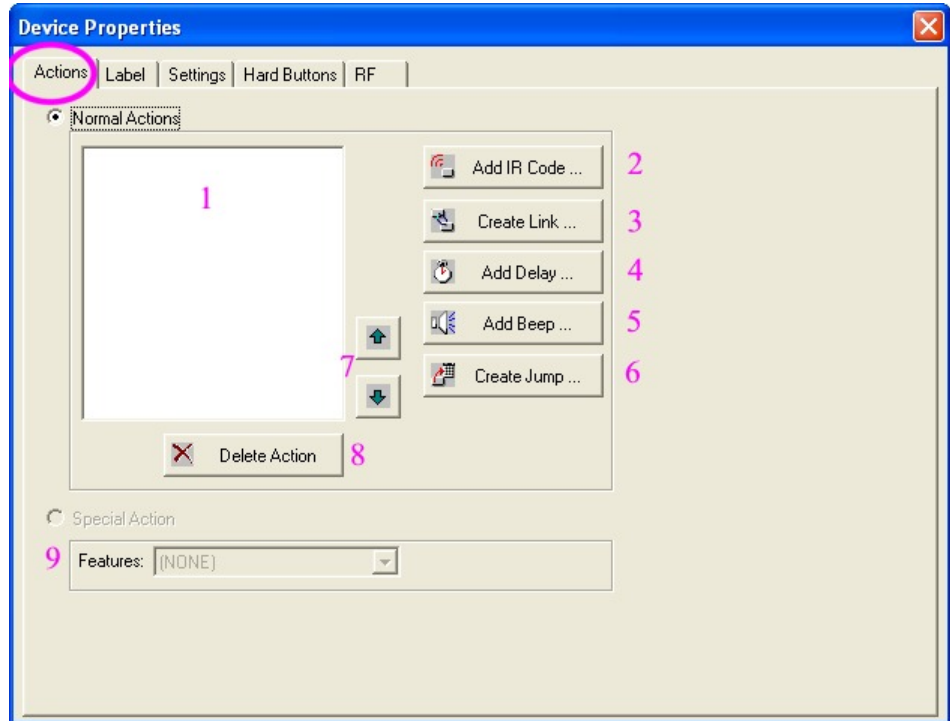 Device Properties
Actions Label Settings Hard Buttons RF
Normal Actions
1
Add IR Code ... 2
Create Link ... 3
Add Delay ... 4
Add Beep ... 5
7
Create Jump ... 6
Delete Action 8
Special Action
9 Features: (NONE)